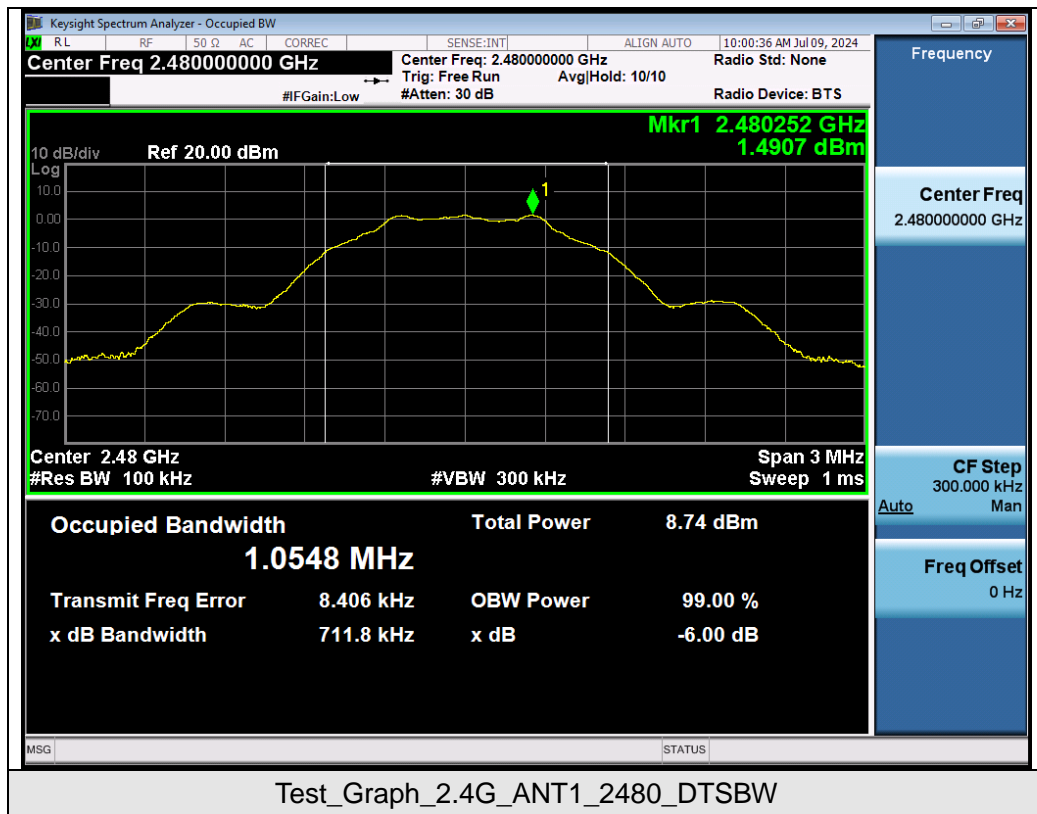 Keysight Spectrum Analyzer - Occupied BW
LXI RL RF 50 Ω AC CORREC SENSE:INT ALIGN AUTO 10:00:36 AM Jul 09, 2024
Center Freq 2.480000000 GHz
Center Freq: 2.480000000 GHz
Radio Std: None
Trig: Free Run Avg|Hold: 10/10
#IFGain:Low #Atten: 30 dB Radio Device: BTS
Frequency
Mkr1 2.480252 GHz
1.4907 dBm
10 dB/div Ref 20.00 dBm
Log
10.0
0.00
-10.0
-20.0
-30.0
-40.0
-50.0
-60.0
-70.0
1
Center 2.48 GHz Span 3 MHz
#Res BW 100 kHz #VBW 300 kHz Sweep 1 ms
Center Freq
2.480000000 GHz
CF Step
300.000 kHz
Auto Man
Freq Offset
0 Hz
Occupied Bandwidth Total Power 8.74 dBm
1.0548 MHz
Transmit Freq Error 8.406 kHz OBW Power 99.00 %
x dB Bandwidth 711.8 kHz x dB -6.00 dB
MSG STATUS
Test_Graph_2.4G_ANT1_2480_DTSBW